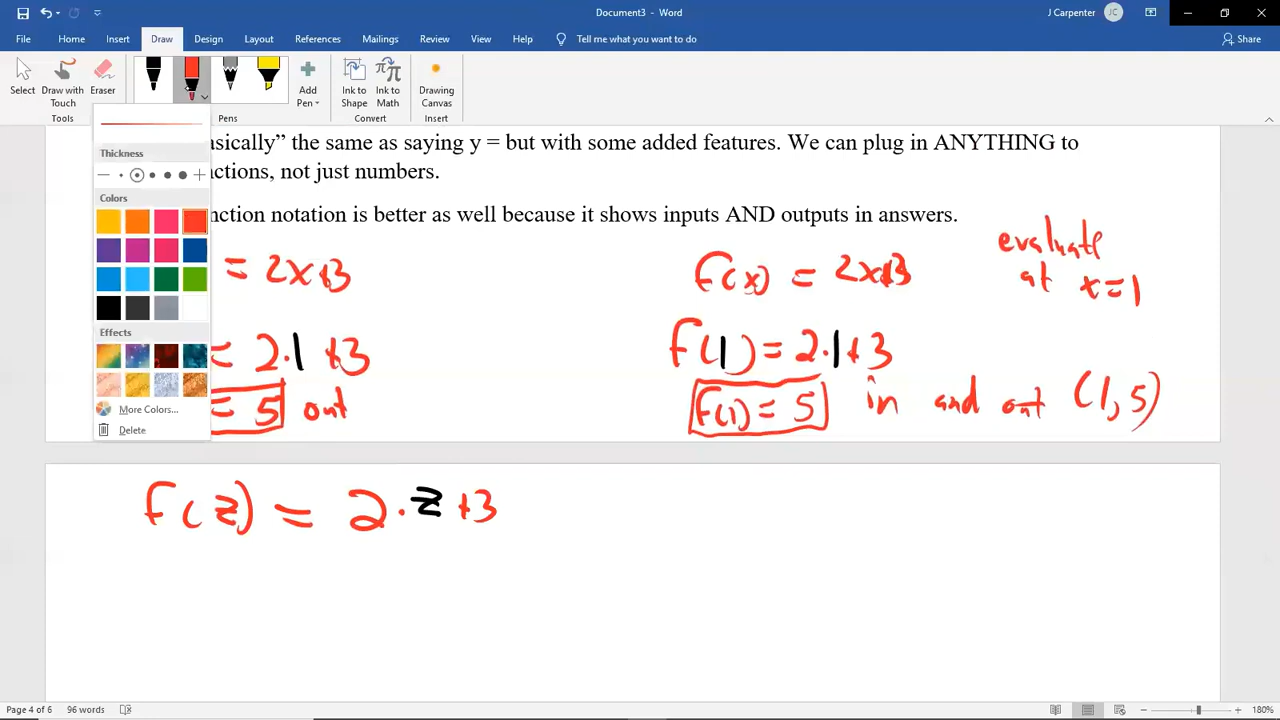 Document3 - Word
J Carpenter JC
File Home Insert Draw Design Layout References Mailings Review View Help Tell me what you want to do Share
Select Draw with Touch Eraser Add Pen Ink to Shape Ink to Math Drawing Canvas
Tools Pens Convert Insert
Thickness
Colors
Effects
More Colors...
Delete
asically” the same as saying y = but with some added features. We can plug in ANYTHING to
nctions, not just numbers.
nction notation is better as well because it shows inputs AND outputs in answers.
= 2x+3
= 2·1 +3
= 5 out
f(x) = 2x+3
evaluate
at x=1
f(1) = 2·1+3
f(1) = 5 in and out (1,5)
f(z) = 2·z +3
Page 4 of 6 96 words 180%